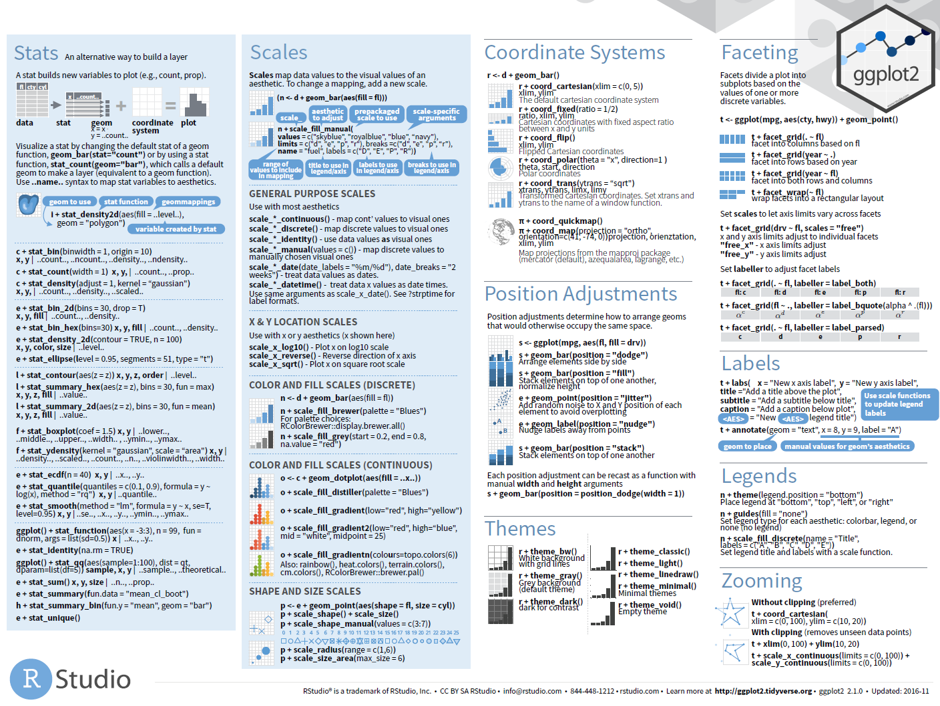 Stats An alternative way to build a layer
A stat builds new variables to plot (e.g., count, prop).
fl cty cyl
x ..count..
data stat geom coordinate plot
x = x system
y = ..count..
Visualize a stat by changing the default stat of a geom
function, geom_bar(stat="count") or by using a stat
function, stat_count(geom="bar"), which calls a default
geom to make a layer (equivalent to a geom function).
Use ..name.. syntax to map stat variables to aesthetics.
geom to use stat function geommappings
i + stat_density2d(aes(fill = ..level..),
geom = "polygon")
variable created by stat
c + stat_bin(binwidth = 1, origin = 10)
x, y | ..count.., ..ncount.., ..density.., ..ndensity..
c + stat_count(width = 1) x, y, | ..count.., ..prop..
c + stat_density(adjust = 1, kernel = "gaussian")
x, y, | ..count.., ..density.., ..scaled..
e + stat_bin_2d(bins = 30, drop = T)
x, y, fill | ..count.., ..density..
e + stat_bin_hex(bins=30) x, y, fill | ..count.., ..density..
e + stat_density_2d(contour = TRUE, n = 100)
x, y, color, size | ..level..
e + stat_ellipse(level = 0.95, segments = 51, type = "t")
l + stat_contour(aes(z = z)) x, y, z, order | ..level..
l + stat_summary_hex(aes(z = z), bins = 30, fun = max)
x, y, z, fill | ..value..
l + stat_summary_2d(aes(z = z), bins = 30, fun = mean)
x, y, z, fill | ..value..
f + stat_boxplot(coef = 1.5) x, y | ..lower..,
..middle.., ..upper.., ..width.. , ..ymin.., ..ymax..
f + stat_ydensity(kernel = "gaussian", scale = "area") x, y |
..density.., ..scaled.., ..count.., ..n.., ..violinwidth.., ..width..
e + stat_ecdf(n = 40) x, y | ..x.., ..y..
e + stat_quantile(quantiles = c(0.1, 0.9), formula = y ~
log(x), method = "rq") x, y | ..quantile..
e + stat_smooth(method = "lm", formula = y ~ x, se=T,
level=0.95) x, y | ..se.., ..x.., ..y.., ..ymin.., ..ymax..
ggplot() + stat_function(aes(x = -3:3), n = 99, fun =
dnorm, args = list(sd=0.5)) x | ..x.., ..y..
e + stat_identity(na.rm = TRUE)
ggplot() + stat_qq(aes(sample=1:100), dist = qt,
dparam=list(df=5)) sample, x, y | ..sample.., ..theoretical..
e + stat_sum() x, y, size | ..n.., ..prop..
e + stat_summary(fun.data = "mean_cl_boot")
h + stat_summary_bin(fun.y = "mean", geom = "bar")
e + stat_unique()
Scales
Scales map data values to the visual values of an
aesthetic. To change a mapping, add a new scale.
(n <- d + geom_bar(aes(fill = fl)))
scale_ aesthetic to adjust prepackaged scale to use scale-specific arguments
n + scale_fill_manual(
values = c("skyblue", "royalblue", "blue", "navy"),
limits = c("d", "e", "p", "r"), breaks =c("d", "e", "p", "r"),
name = "fuel", labels = c("D", "E", "P", "R"))
range of values to include in mapping title to use in legend/axis labels to use in legend/axis breaks to use in legend/axis
GENERAL PURPOSE SCALES
Use with most aesthetics
scale_*_continuous() - map cont' values to visual ones
scale_*_discrete() - map discrete values to visual ones
scale_*_identity() - use data values as visual ones
scale_*_manual(values = c()) - map discrete values to
manually chosen visual ones
scale_*_date(date_labels = "%m/%d"), date_breaks = "2
weeks") - treat data values as dates.
scale_*_datetime() - treat data x values as date times.
Use same arguments as scale_x_date(). See ?strptime for
label formats.
X & Y LOCATION SCALES
Use with x or y aesthetics (x shown here)
scale_x_log10() - Plot x on log10 scale
scale_x_reverse() - Reverse direction of x axis
scale_x_sqrt() - Plot x on square root scale
COLOR AND FILL SCALES (DISCRETE)
n <- d + geom_bar(aes(fill = fl))
n + scale_fill_brewer(palette = "Blues")
For palette choices:
RColorBrewer::display.brewer.all()
n + scale_fill_grey(start = 0.2, end = 0.8,
na.value = "red")
COLOR AND FILL SCALES (CONTINUOUS)
o <- c + geom_dotplot(aes(fill = ..x..))
o + scale_fill_distiller(palette = "Blues")
o + scale_fill_gradient(low="red", high="yellow")
o + scale_fill_gradient2(low="red", high="blue",
mid = "white", midpoint = 25)
o + scale_fill_gradientn(colours=topo.colors(6))
Also: rainbow(), heat.colors(), terrain.colors(),
cm.colors(), RColorBrewer::brewer.pal()
SHAPE AND SIZE SCALES
p <- e + geom_point(aes(shape = fl, size = cyl))
p + scale_shape() + scale_size()
p + scale_shape_manual(values = c(3:7))
0 1 2 3 4 5 6 7 8 9 10 11 12 13 14 15 16 17 18 19 20 21 22 23 24 25
p + scale_radius(range = c(1,6))
p + scale_size_area(max_size = 6)
Coordinate Systems
r <- d + geom_bar()
r + coord_cartesian(xlim = c(0, 5))
xlim, ylim
The default cartesian coordinate system
r + coord_fixed(ratio = 1/2)
ratio, xlim, ylim
Cartesian coordinates with fixed aspect ratio
between x and y units
r + coord_flip()
xlim, ylim
Flipped Cartesian coordinates
r + coord_polar(theta = "x", direction=1 )
theta, start, direction
Polar coordinates
r + coord_trans(ytrans = "sqrt")
xtrans, ytrans, limx, limy
Transformed cartesian coordinates. Set xtrans and
ytrans to the name of a window function.
π + coord_quickmap()
π + coord_map(projection = "ortho",
orientation=c(41, -74, 0))projection, orienztation,
xlim, ylim
Map projections from the mapproj package
(mercator (default), azequalarea, lagrange, etc.)
Position Adjustments
Position adjustments determine how to arrange geoms
that would otherwise occupy the same space.
s <- ggplot(mpg, aes(fl, fill = drv))
s + geom_bar(position = "dodge")
Arrange elements side by side
s + geom_bar(position = "fill")
Stack elements on top of one another,
normalize height
e + geom_point(position = "jitter")
Add random noise to X and Y position of each
element to avoid overplotting
e + geom_label(position = "nudge")
Nudge labels away from points
A
B
s + geom_bar(position = "stack")
Stack elements on top of one another
Each position adjustment can be recast as a function with
manual width and height arguments
s + geom_bar(position = position_dodge(width = 1))
Themes
r + theme_bw()
White background
with grid lines
r + theme_gray()
Grey background
(default theme)
r + theme_dark()
dark for contrast
r + theme_classic()
r + theme_light()
r + theme_linedraw()
r + theme_minimal()
Minimal themes
r + theme_void()
Empty theme
Faceting
Facets divide a plot into
subplots based on the
values of one or more
discrete variables.
ggplot2
t <- ggplot(mpg, aes(cty, hwy)) + geom_point()
t + facet_grid(. ~ fl)
facet into columns based on fl
t + facet_grid(year ~ .)
facet into rows based on year
t + facet_grid(year ~ fl)
facet into both rows and columns
t + facet_wrap(~ fl)
wrap facets into a rectangular layout
Set scales to let axis limits vary across facets
t + facet_grid(drv ~ fl, scales = "free")
x and y axis limits adjust to individual facets
"free_x" - x axis limits adjust
"free_y" - y axis limits adjust
Set labeller to adjust facet labels
t + facet_grid(. ~ fl, labeller = label_both)
fl: c fl: d fl: e fl: p fl: r
t + facet_grid(fl ~ ., labeller = label_bquote(alpha ^ .(fl)))
t + facet_grid(. ~ fl, labeller = label_parsed)
c d e p r
Labels
t + labs( x = "New x axis label", y = "New y axis label",
title ="Add a title above the plot",
subtitle = "Add a subtitle below title",
caption = "Add a caption below plot",
<AES> = "New <AES> legend title")
Use scale functions
to update legend
labels
t + annotate(geom = "text", x = 8, y = 9, label = "A")
geom to place manual values for geom's aesthetics
Legends
n + theme(legend.position = "bottom")
Place legend at "bottom", "top", "left", or "right"
n + guides(fill = "none")
Set legend type for each aesthetic: colorbar, legend, or
none (no legend)
n + scale_fill_discrete(name = "Title",
labels = c("A", "B", "C", "D", "E"))
Set legend title and labels with a scale function.
Zooming
Without clipping (preferred)
t + coord_cartesian(
xlim = c(0, 100), ylim = c(10, 20))
With clipping (removes unseen data points)
t + xlim(0, 100) + ylim(10, 20)
t + scale_x_continuous(limits = c(0, 100)) +
scale_y_continuous(limits = c(0, 100))
R Studio
RStudio® is a trademark of RStudio, Inc. • CC BY SA RStudio • info@rstudio.com • 844-448-1212 • rstudio.com • Learn more at http://ggplot2.tidyverse.org • ggplot2 2.1.0 • Updated: 2016-11